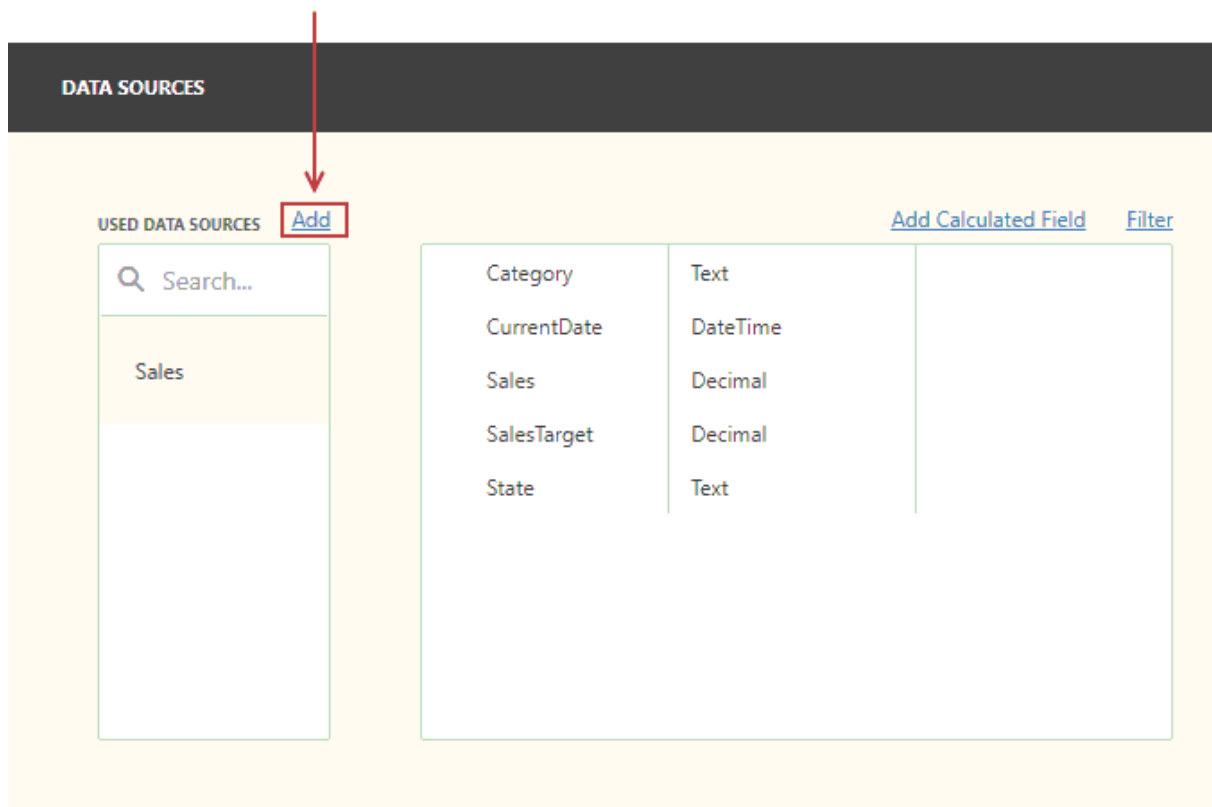 DATA SOURCES
USED DATA SOURCES Add Add Calculated Field Filter
Search...
Sales
Category Text
CurrentDate DateTime
Sales Decimal
SalesTarget Decimal
State Text